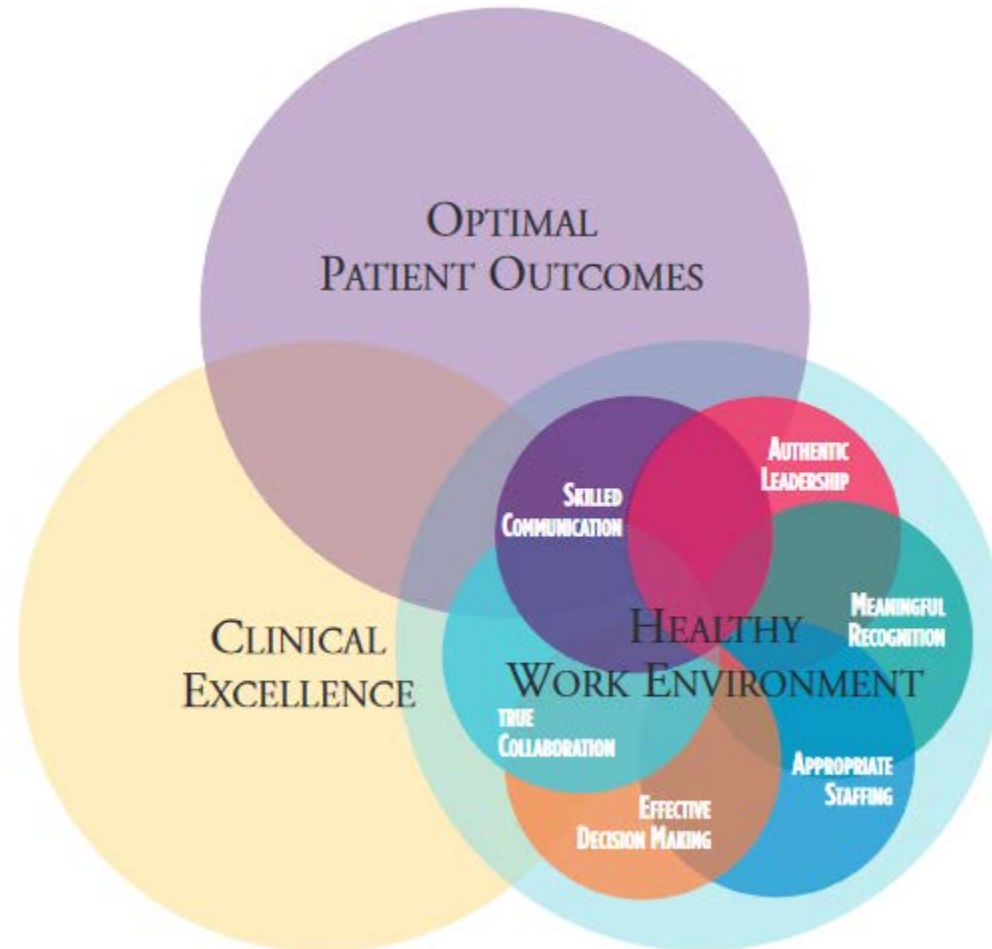 OPTIMAL
PATIENT OUTCOMES
AUTHENTIC
LEADERSHIP
SKILLED
COMMUNICATION
MEANINGFUL
RECOGNITION
CLINICAL
EXCELLENCE
HEALTHY
WORK ENVIRONMENT
TRUE
COLLABORATION
APPROPRIATE
STAFFING
EFFECTIVE
DECISION MAKING